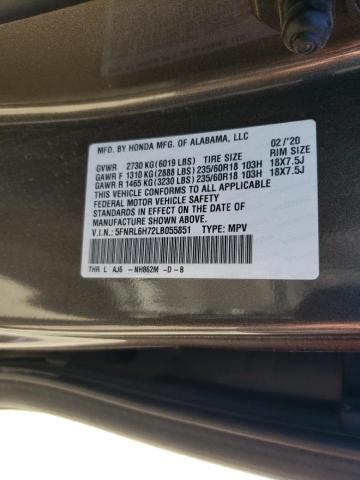 MFD. BY HONDA MFG. OF ALABAMA, LLC 02/'20
GVWR 2730 KG(6019 LBS) TIRE SIZE RIM SIZE
GAWR F 1310 KG(2888 LBS)235/60R18 103H 18X7.5J
GAWR R 1465 KG(3230 LBS)235/60R18 103H 18X7.5J
THIS VEHICLE CONFORMS TO ALL APPLICABLE
FEDERAL MOTOR VEHICLE SAFETY
STANDARDS IN EFFECT ON THE DATE OF
MANUFACTURE SHOWN ABOVE.
V.I.N.: 5FNRL6H72LB055851 TYPE: MPV
THR L AJ6 -NH862M -D-B